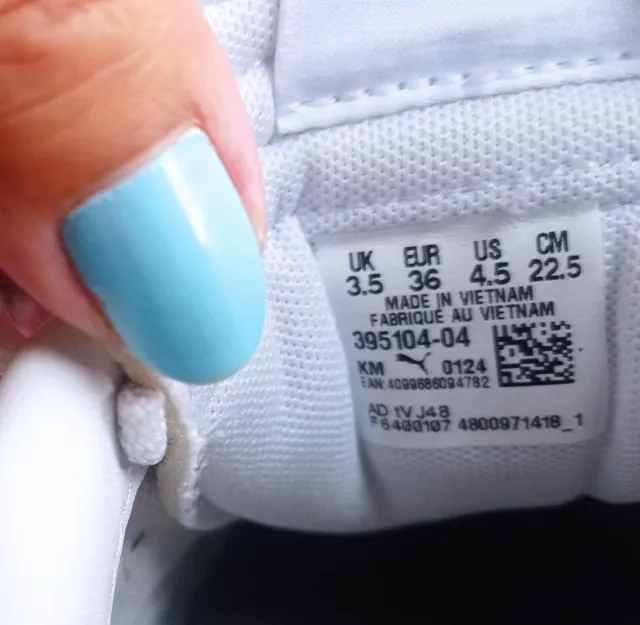 UK EUR US CM
3.5 36 4.5 22.5
MADE IN VIETNAM
FABRIQUE AU VIETNAM
395104-04
KM 0124
EAN:4099686094782
AD tV J48
P6400107 4800971418_1